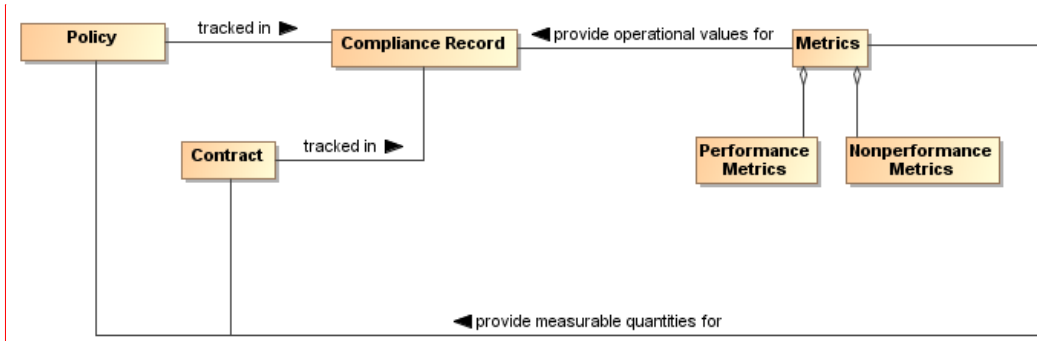 Policy
tracked in
Compliance Record
provide operational values for
Metrics
Contract
tracked in
Performance
Metrics
Nonperformance
Metrics
provide measurable quantities for